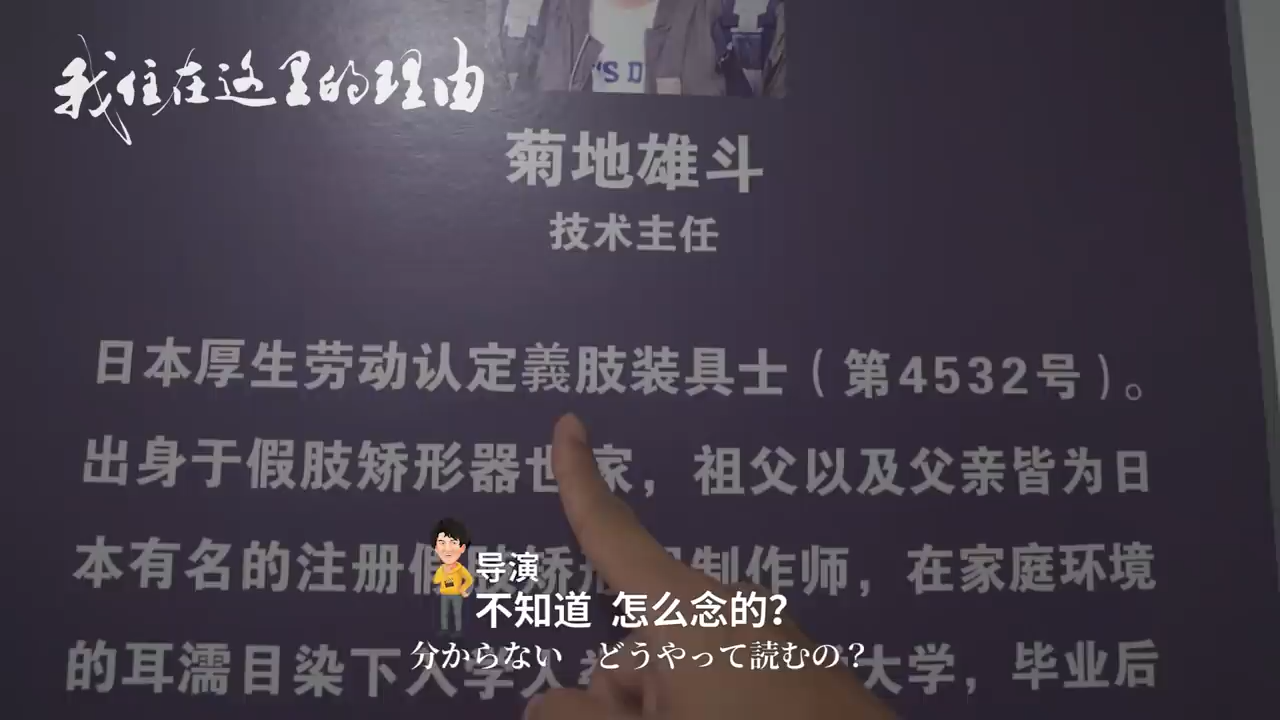 我住在这里的理由
'S D
菊地雄斗
技术主任
日本厚生劳动认定義肢装具士（第4532号）。
出身于假肢矫形器世家，祖父以及父亲皆为日
本有名的注册假 矫 制作师，在家庭环境
的耳濡目染下 大学，毕业后
导演
不知道 怎么念的？
分からない どうやって読むの？